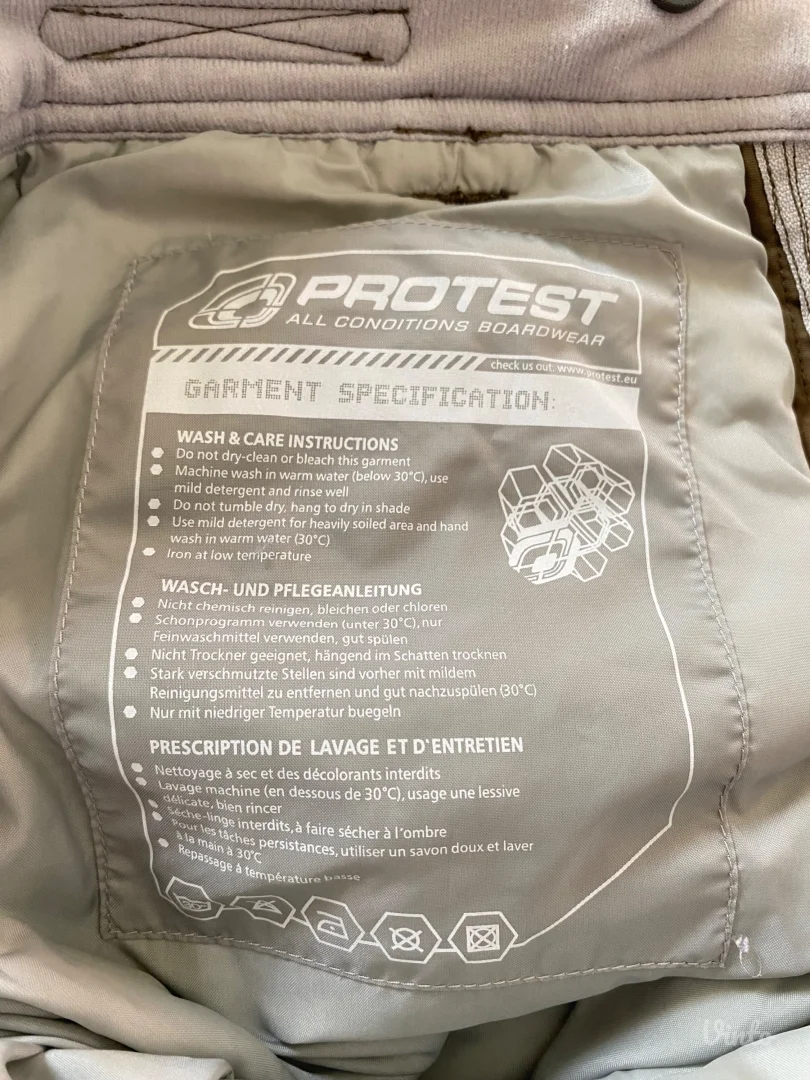 PROTEST
ALL CONDITIONS BOARDWEAR
check us out: www.protest.eu
GARMENT SPECIFICATION:
WASH & CARE INSTRUCTIONS
Do not dry-clean or bleach this garment
Machine wash in warm water (below 30°C), use
mild detergent and rinse well
Do not tumble dry, hang to dry in shade
Use mild detergent for heavily soiled area and hand
wash in warm water (30°C)
Iron at low temperature
WASCH- UND PFLEGEANLEITUNG
Nicht chemisch reinigen, bleichen oder chloren
Schonprogramm verwenden (unter 30°C), nur
Feinwaschmittel verwenden, gut spülen
Nicht Trockner geeignet, hängend im Schatten trocknen
Stark verschmutzte Stellen sind vorher mit mildem
Reinigungsmittel zu entfernen und gut nachzuspülen (30°C)
Nur mit niedriger Temperatur buegeln
PRESCRIPTION DE LAVAGE ET D'ENTRETIEN
Nettoyage à sec et des décolorants interdits
Lavage machine (en dessous de 30°C), usage une lessive
délicate, bien rincer
Séche-linge interdits, à faire sécher à l'ombre
Pour les tâches persistances, utiliser un savon doux et laver
à la main à 30°C
Repassage à température basse
30°
Vinted